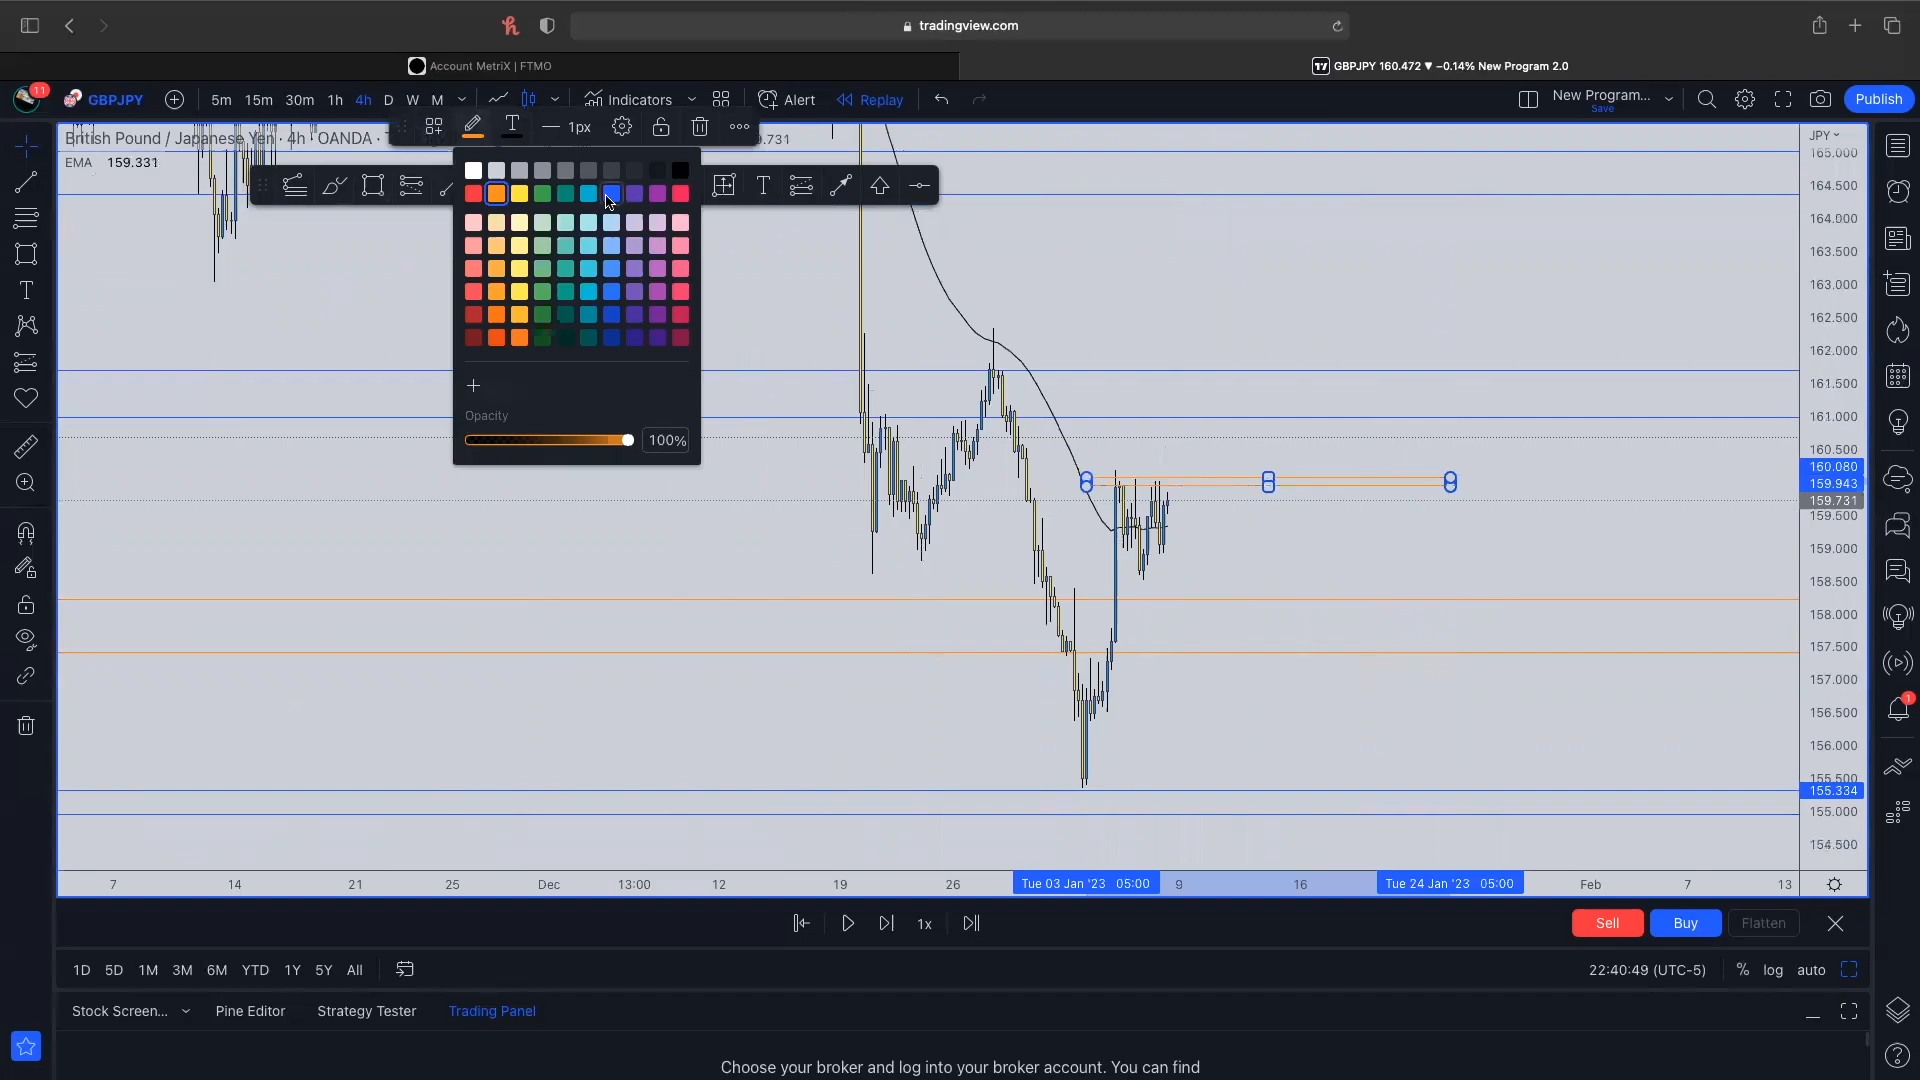 tradingview.com
Account MetriX | FTMO
GBPJPY 160.472 ▼ −0.14% New Program 2.0
11
GBPJPY
5m 15m 30m 1h 4h D W M
Indicators
Alert
Replay
New Program...
Save
Publish
1px
British Pound / Japanese Yen · 4h · OANDA ·
9.731
EMA 159.331
JPY
165.000
164.500
164.000
163.500
163.000
162.500
162.000
161.500
161.000
160.500
160.080
159.943
159.731
159.500
159.000
158.500
158.000
157.500
157.000
156.500
156.000
155.500
155.334
155.000
154.500
Opacity
100%
1
7 14 21 25 Dec 13:00 12 19 26 Tue 03 Jan '23 05:00 9 16 Tue 24 Jan '23 05:00 Feb 7 13
1x
Sell
Buy
Flatten
1D 5D 1M 3M 6M YTD 1Y 5Y All
22:40:49 (UTC-5)
% log auto
Stock Screen...
Pine Editor
Strategy Tester
Trading Panel
Choose your broker and log into your broker account. You can find